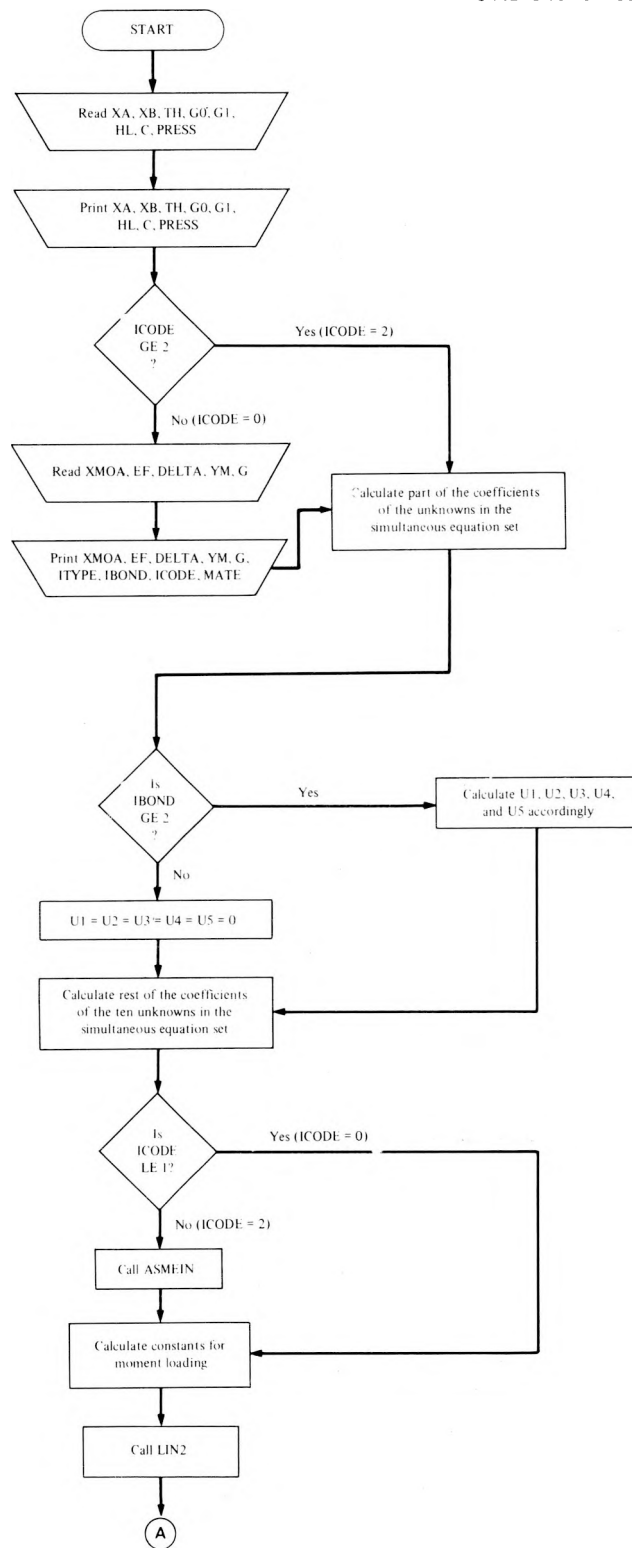 START
Read XA, XB, TH, G0, G1,
HL, C, PRESS
Print XA, XB, TH, G0, G1,
HL, C, PRESS
ICODE
GE 2
?
Yes (ICODE = 2)
No (ICODE = 0)
Read XMOA, EF, DELTA, YM, G
Print XMOA, EF, DELTA, YM, G,
ITYPE, IBOND, ICODE, MATE
Calculate part of the coefficients
of the unknowns in the
simultaneous equation set
Is
IBOND
GE 2
?
Yes
Calculate U1, U2, U3, U4,
and U5 accordingly
No
U1 = U2 = U3 = U4 = U5 = 0
Calculate rest of the coefficients
of the ten unknowns in the
simultaneous equation set
Is
ICODE
LE 1?
Yes (ICODE = 0)
No (ICODE = 2)
Call ASMEIN
Calculate constants for
moment loading
Call LIN2
A